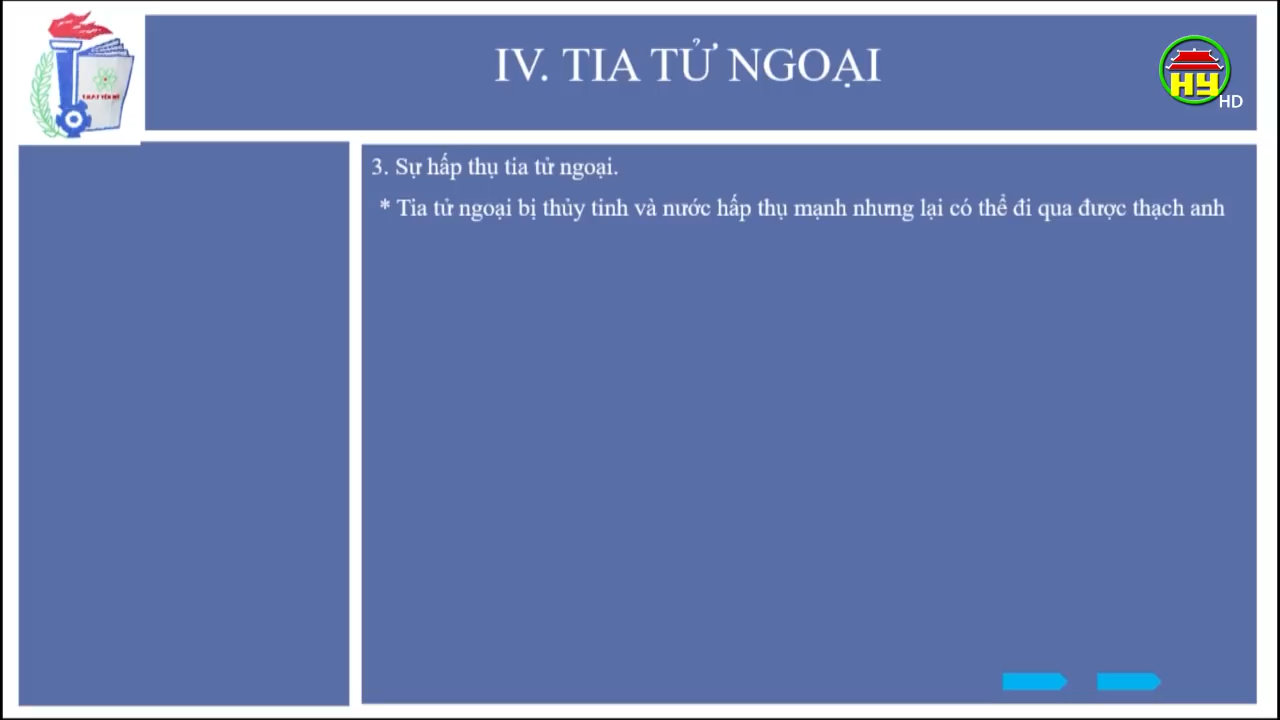 IV. TIA TỬ NGOẠI
HY
HD
3. Sự hấp thụ tia tử ngoại.
* Tia tử ngoại bị thủy tinh và nước hấp thụ mạnh nhưng lại có thể đi qua được thạch anh